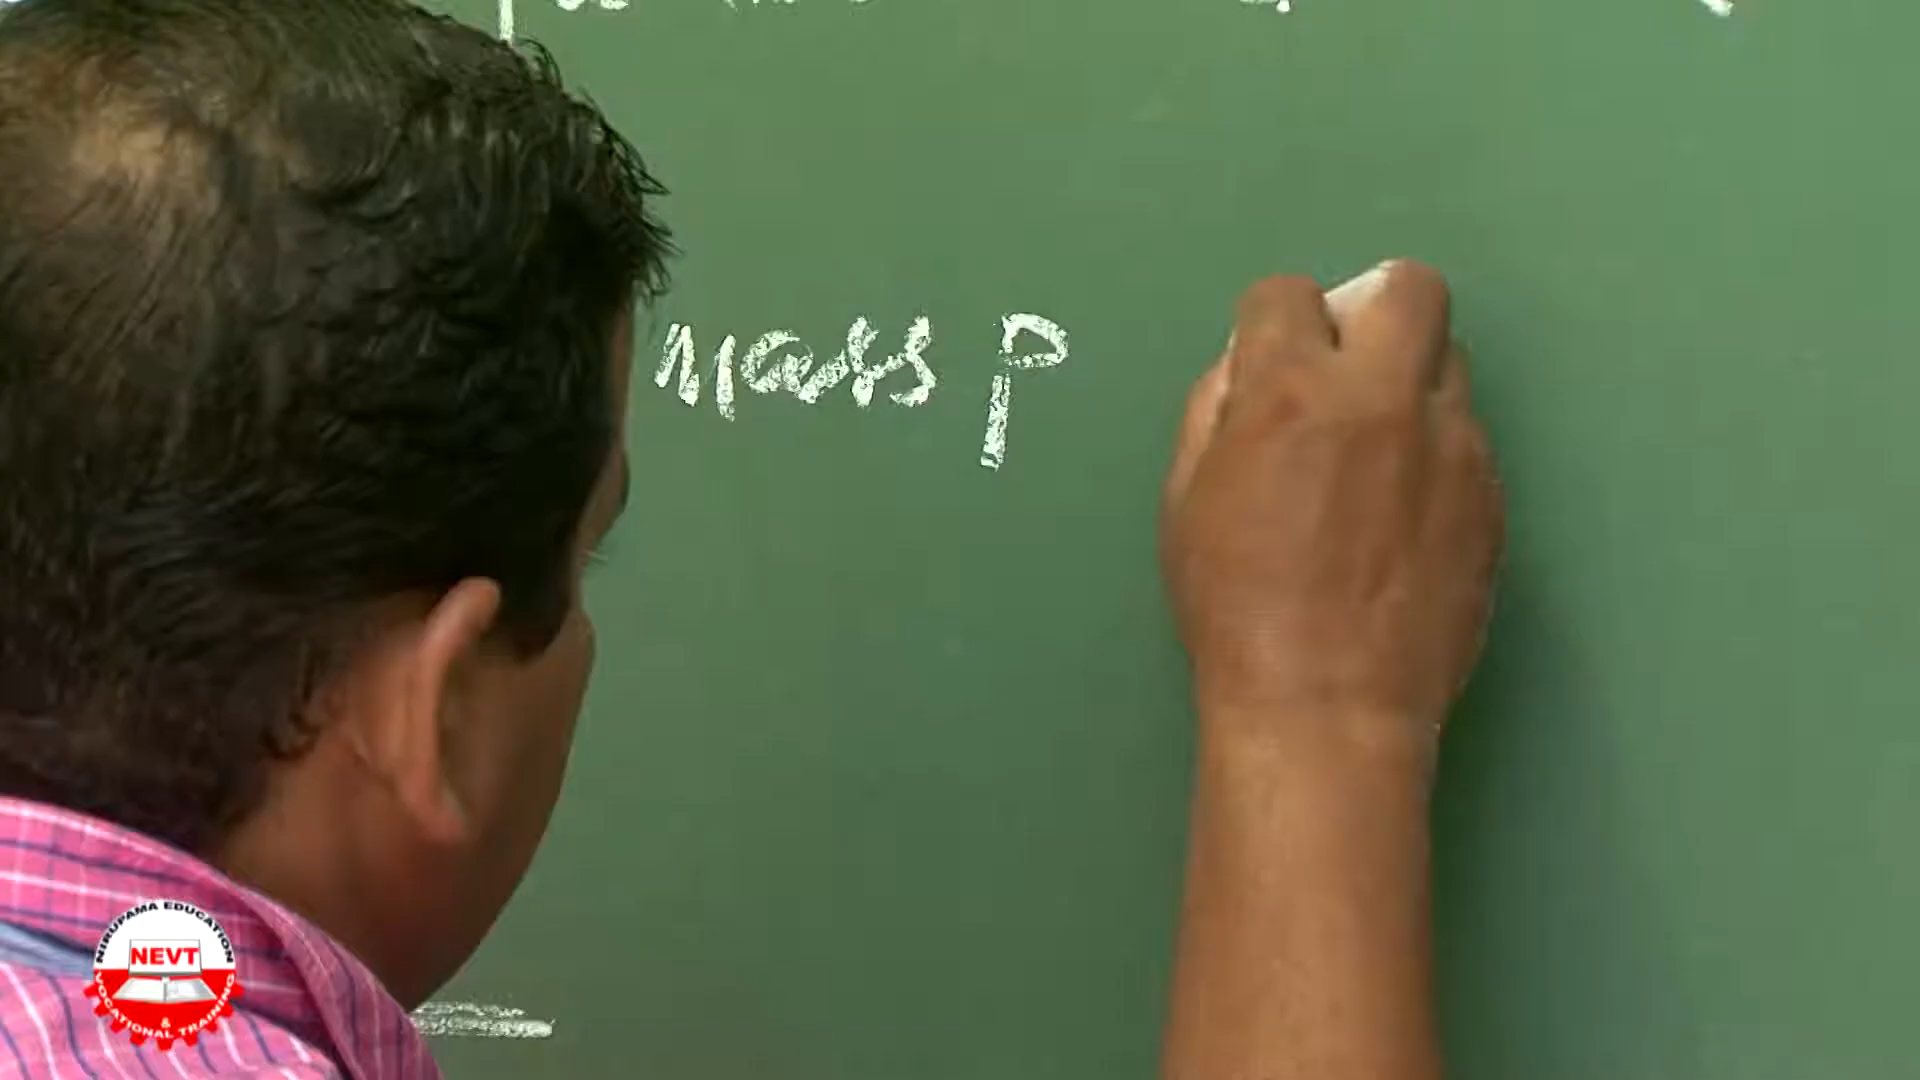 Mass P
NIRUPAMA EDUCATION
NEVT
&
VOCATIONAL TRAINING